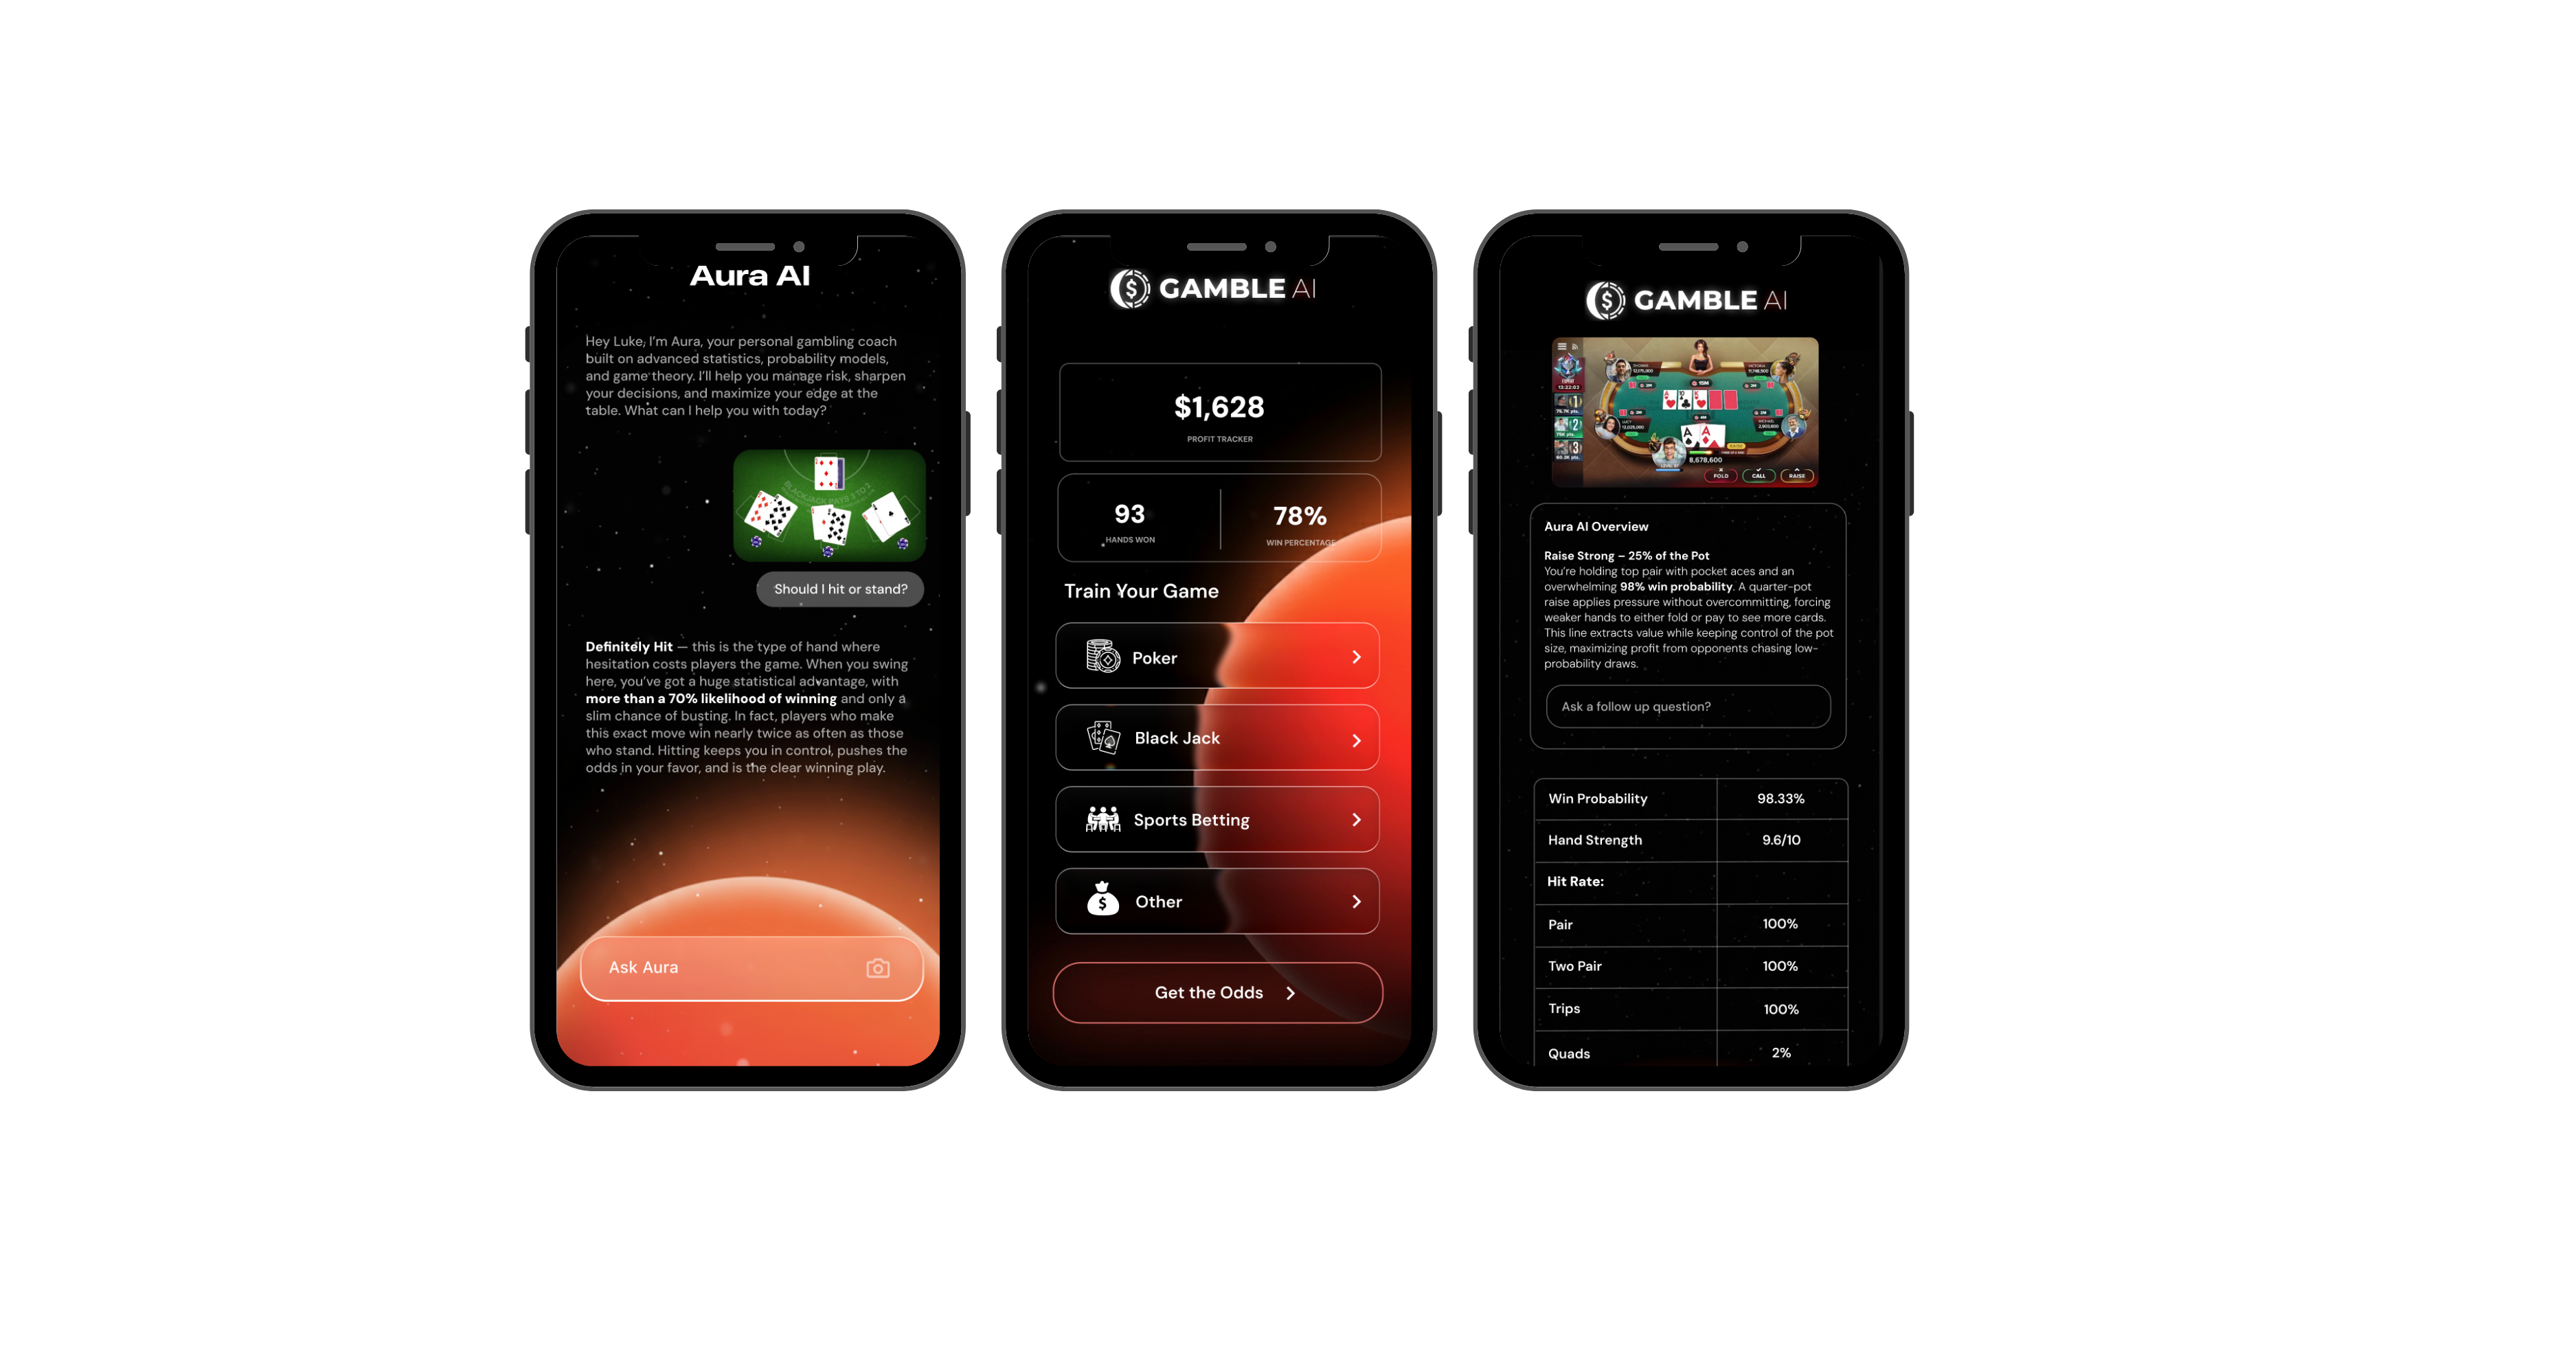 Aura AI
Hey Luke, I'm Aura, your personal gambling coach
built on advanced statistics, probability models,
and game theory. I'll help you manage risk, sharpen
your decisions, and maximize your edge at the
table. What can I help you with today?
BLACKJACK PAYS 3 TO 2
Should I hit or stand?
Definitely Hit — this is the type of hand where
hesitation costs players the game. When you swing
here, you've got a huge statistical advantage, with
more than a 70% likelihood of winning and only a
slim chance of busting. In fact, players who make
this exact move win nearly twice as often as those
who stand. Hitting keeps you in control, pushes the
odds in your favor, and is the clear winning play.
Ask Aura
GAMBLE AI
$1,628
PROFIT TRACKER
93
HANDS WON
78%
WIN PERCENTAGE
Train Your Game
Poker
Black Jack
Sports Betting
Other
Get the Odds
GAMBLE AI
15M
A
A
8,678,600
FOLD
CALL
RAISE
Aura AI Overview
Raise Strong – 25% of the Pot
You're holding top pair with pocket aces and an
overwhelming 98% win probability. A quarter-pot
raise applies pressure without overcommitting, forcing
weaker hands to either fold or pay to see more cards.
This line extracts value while keeping control of the pot
size, maximizing profit from opponents chasing low-
probability draws.
Ask a follow up question?
Win Probability 98.33%
Hand Strength 9.6/10
Hit Rate:
Pair 100%
Two Pair 100%
Trips 100%
Quads 2%